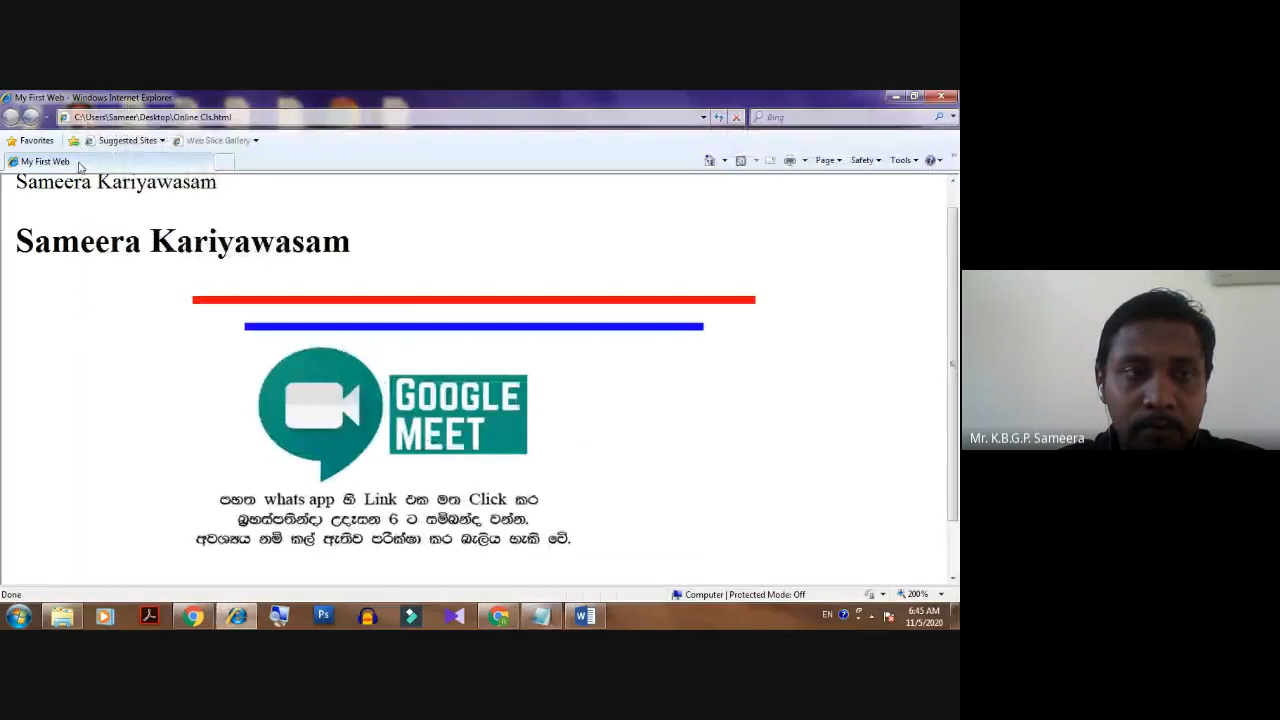 My First Web - Windows Internet Explorer
C:\Users\Sameer\Desktop\Online Cls.html
Bing
Favorites
Suggested Sites
Web Slice Gallery
My First Web
Page
Safety
Tools
Sameera Kariyawasam
Sameera Kariyawasam
GOOGLE
MEET
පහත whats app හි Link එක මත Click කර
බ්‍රහස්පතින්දා උදෑසන 6 ට සම්බන්ද වන්න.
අවශ්‍යය නම් කල් ඇතිව පරීක්ෂා කර බැලිය හැකි වේ.
Mr. K.B.G.P. Sameera
Done
Computer | Protected Mode: Off
200%
Ps
EN
6:45 AM
11/5/2020